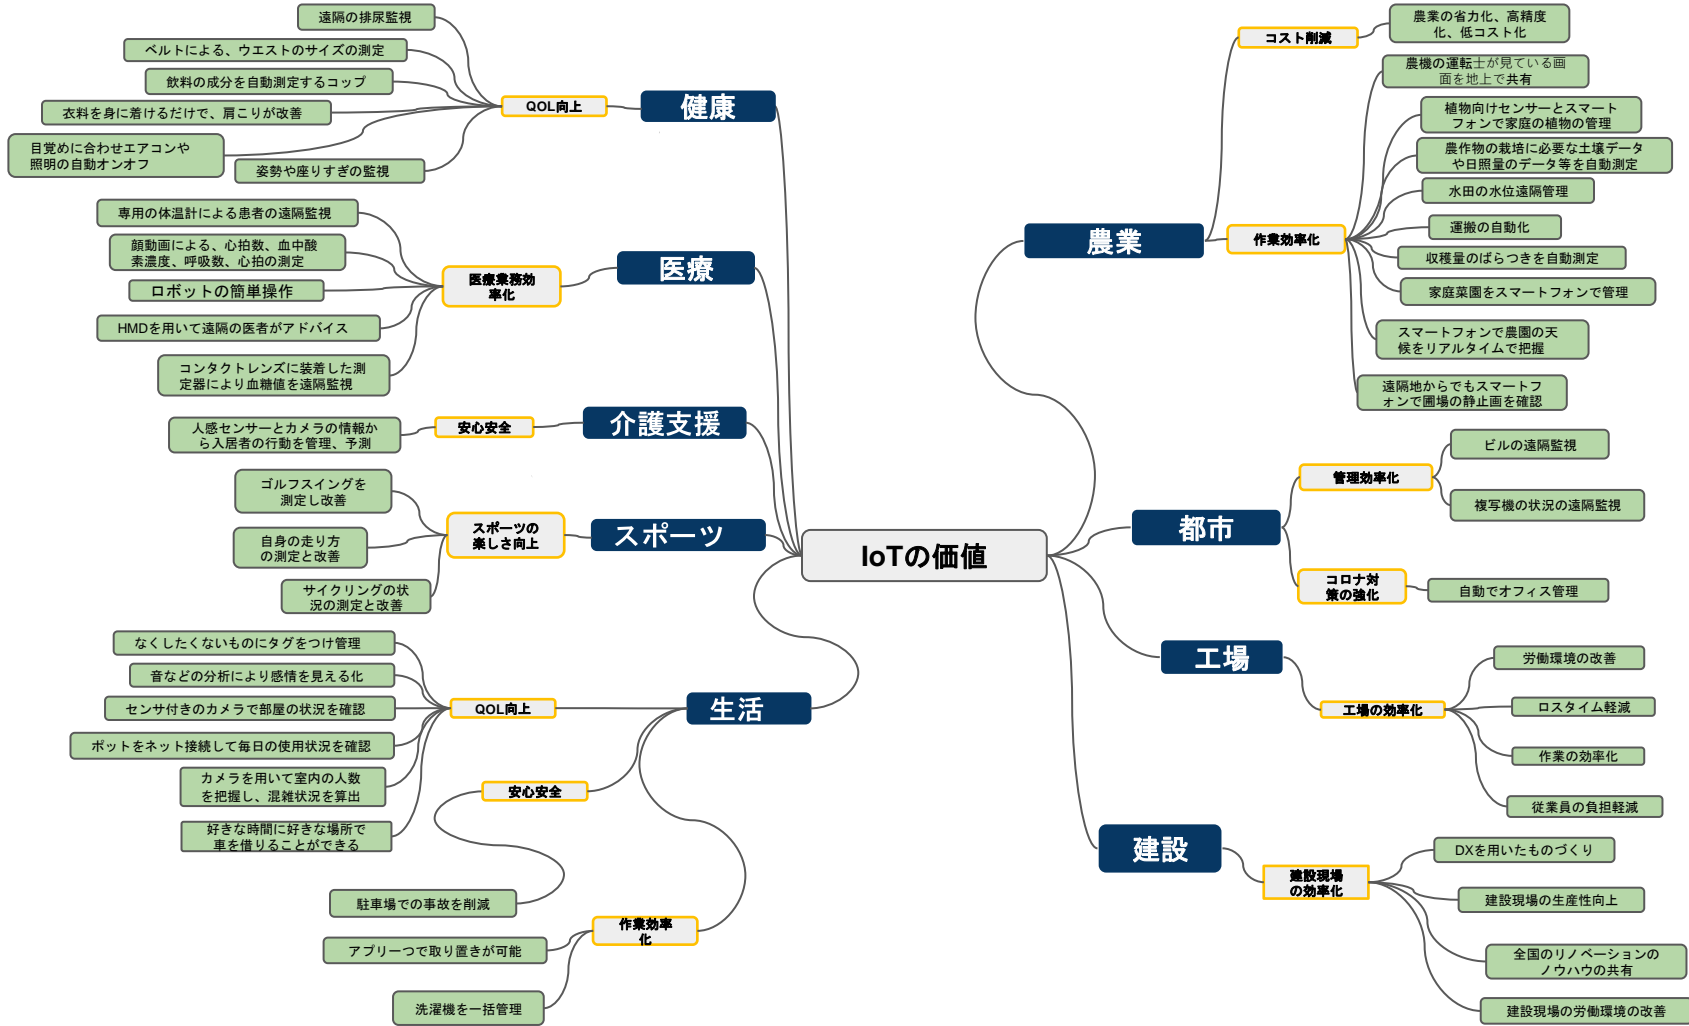 IoTの価値
健康
QOL向上
遠隔の排尿監視
ベルトによる、ウエストのサイズの測定
飲料の成分を自動測定するコップ
衣料を身に着けるだけで、肩こりが改善
目覚めに合わせエアコンや
照明の自動オンオフ
姿勢や座りすぎの監視
医療
医療業務効
率化
専用の体温計による患者の遠隔監視
顔動画による、心拍数、血中酸
素濃度、呼吸数、心拍の測定
ロボットの簡単操作
HMDを用いて遠隔の医者がアドバイス
コンタクトレンズに装着した測
定器により血糖値を遠隔監視
介護支援
安心安全
人感センサーとカメラの情報か
ら入居者の行動を管理、予測
スポーツ
スポーツの
楽しさ向上
ゴルフスイングを
測定し改善
自身の走り方
の測定と改善
サイクリングの状
況の測定と改善
生活
QOL向上
なくしたくないものにタグをつけ管理
音などの分析により感情を見える化
センサ付きのカメラで部屋の状況を確認
ポットをネット接続して毎日の使用状況を確認
カメラを用いて室内の人数
を把握し、混雑状況を算出
好きな時間に好きな場所で
車を借りることができる
安心安全
駐車場での事故を削減
作業効率
化
アプリ一つで取り置きが可能
洗濯機を一括管理
農業
コスト削減
農業の省力化、高精度
化、低コスト化
作業効率化
農機の運転士が見ている画
面を地上で共有
植物向けセンサーとスマート
フォンで家庭の植物の管理
農作物の栽培に必要な土壌データ
や日照量のデータ等を自動測定
水田の水位遠隔管理
運搬の自動化
収穫量のばらつきを自動測定
家庭菜園をスマートフォンで管理
スマートフォンで農園の天
候をリアルタイムで把握
遠隔地からでもスマートフ
ォンで圃場の静止画を確認
都市
管理効率化
ビルの遠隔監視
複写機の状況の遠隔監視
コロナ対
策の強化
自動でオフィス管理
工場
工場の効率化
労働環境の改善
ロスタイム軽減
作業の効率化
従業員の負担軽減
建設
建設現場
の効率化
DXを用いたものづくり
建設現場の生産性向上
全国のリノベーションの
ノウハウの共有
建設現場の労働環境の改善